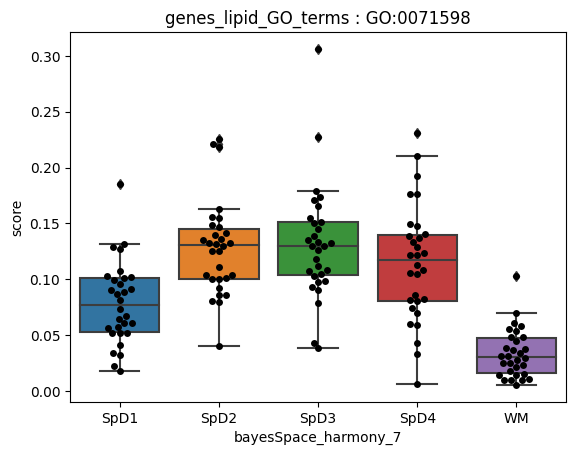 genes_lipid_GO_terms : GO:0071598
score
0.30
0.25
0.20
0.15
0.10
0.05
0.00
SpD1 SpD2 SpD3 SpD4 WM
bayesSpace_harmony_7